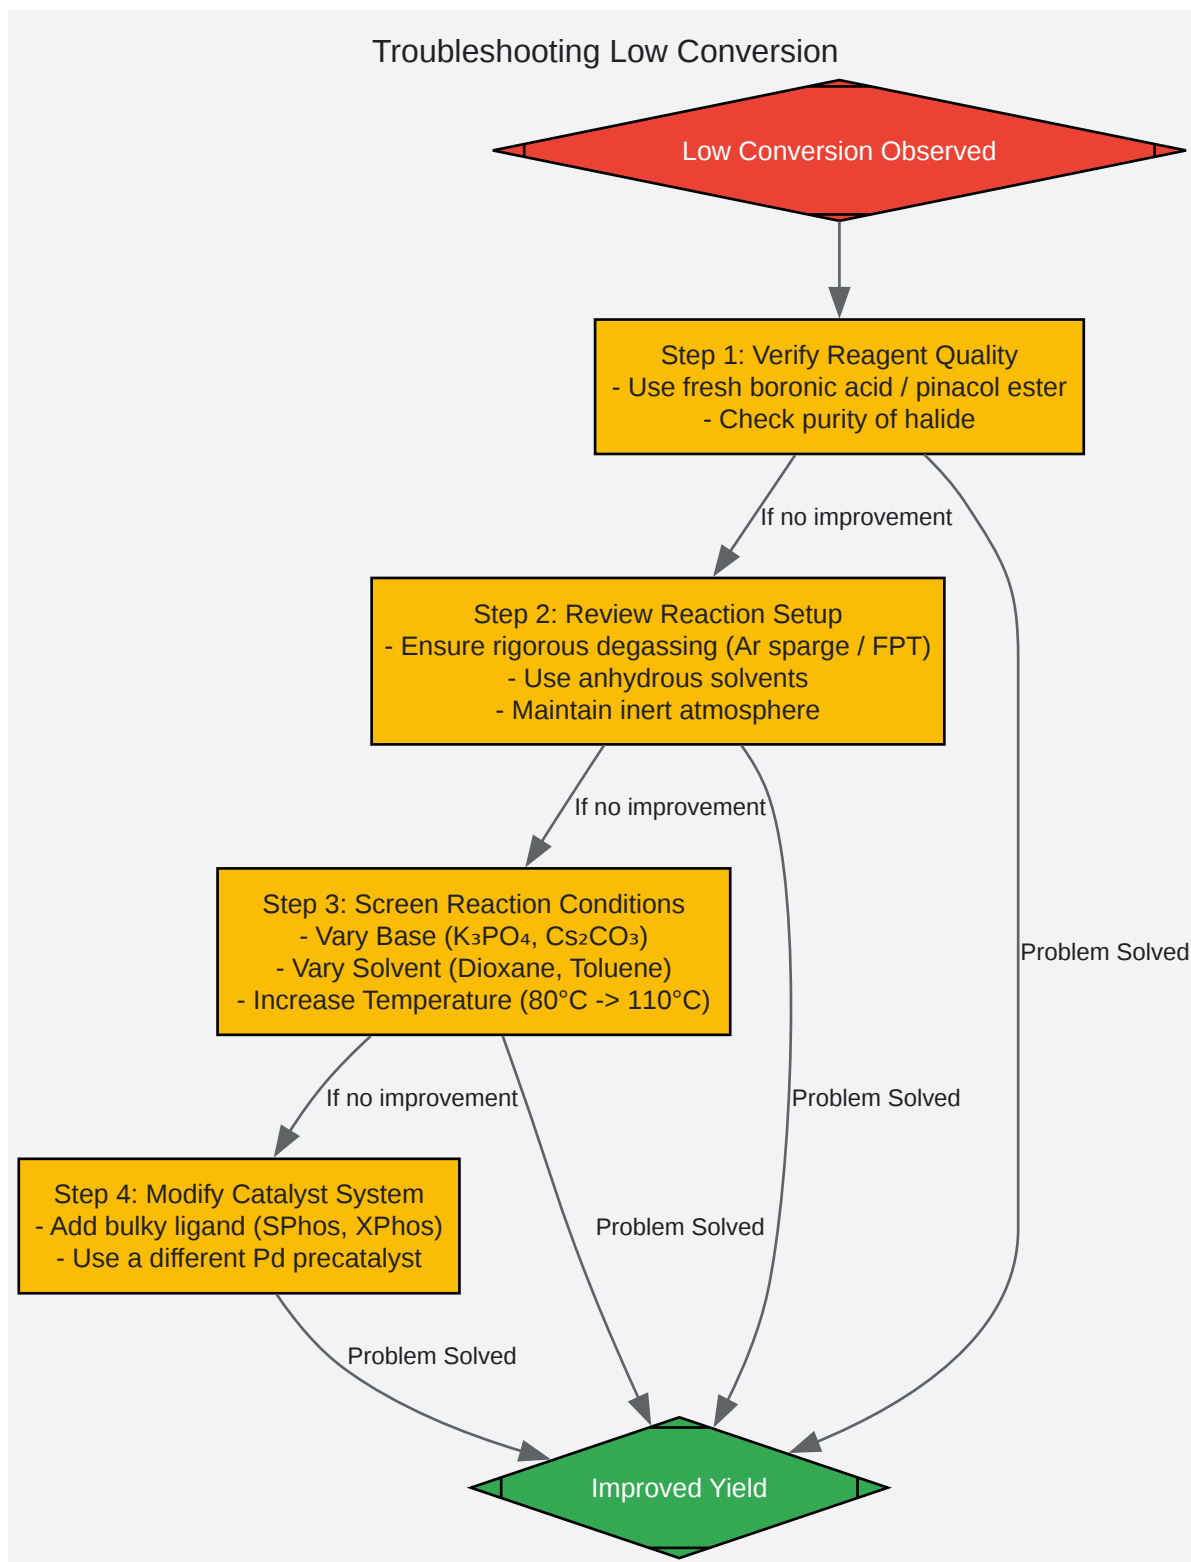 Troubleshooting Low Conversion
Low Conversion Observed
Step 1: Verify Reagent Quality
- Use fresh boronic acid / pinacol ester
- Check purity of halide
If no improvement
Step 2: Review Reaction Setup
- Ensure rigorous degassing (Ar sparge / FPT)
- Use anhydrous solvents
- Maintain inert atmosphere
If no improvement
Step 3: Screen Reaction Conditions
- Vary Base (K₃PO₄, Cs₂CO₃)
- Vary Solvent (Dioxane, Toluene)
- Increase Temperature (80°C -> 110°C)
Problem Solved
If no improvement
Problem Solved
Step 4: Modify Catalyst System
- Add bulky ligand (SPhos, XPhos)
- Use a different Pd precatalyst
Problem Solved
Problem Solved
Improved Yield